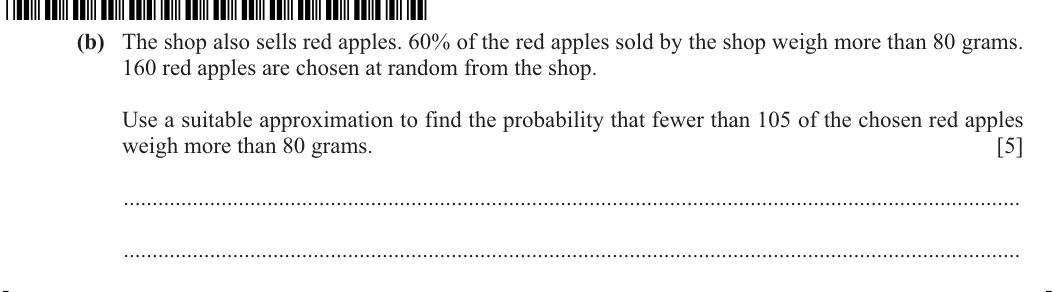 (b) The shop also sells red apples. 60% of the red apples sold by the shop weigh more than 80 grams.
160 red apples are chosen at random from the shop.
Use a suitable approximation to find the probability that fewer than 105 of the chosen red apples
weigh more than 80 grams. [5]
................................................................................................................................................................
................................................................................................................................................................